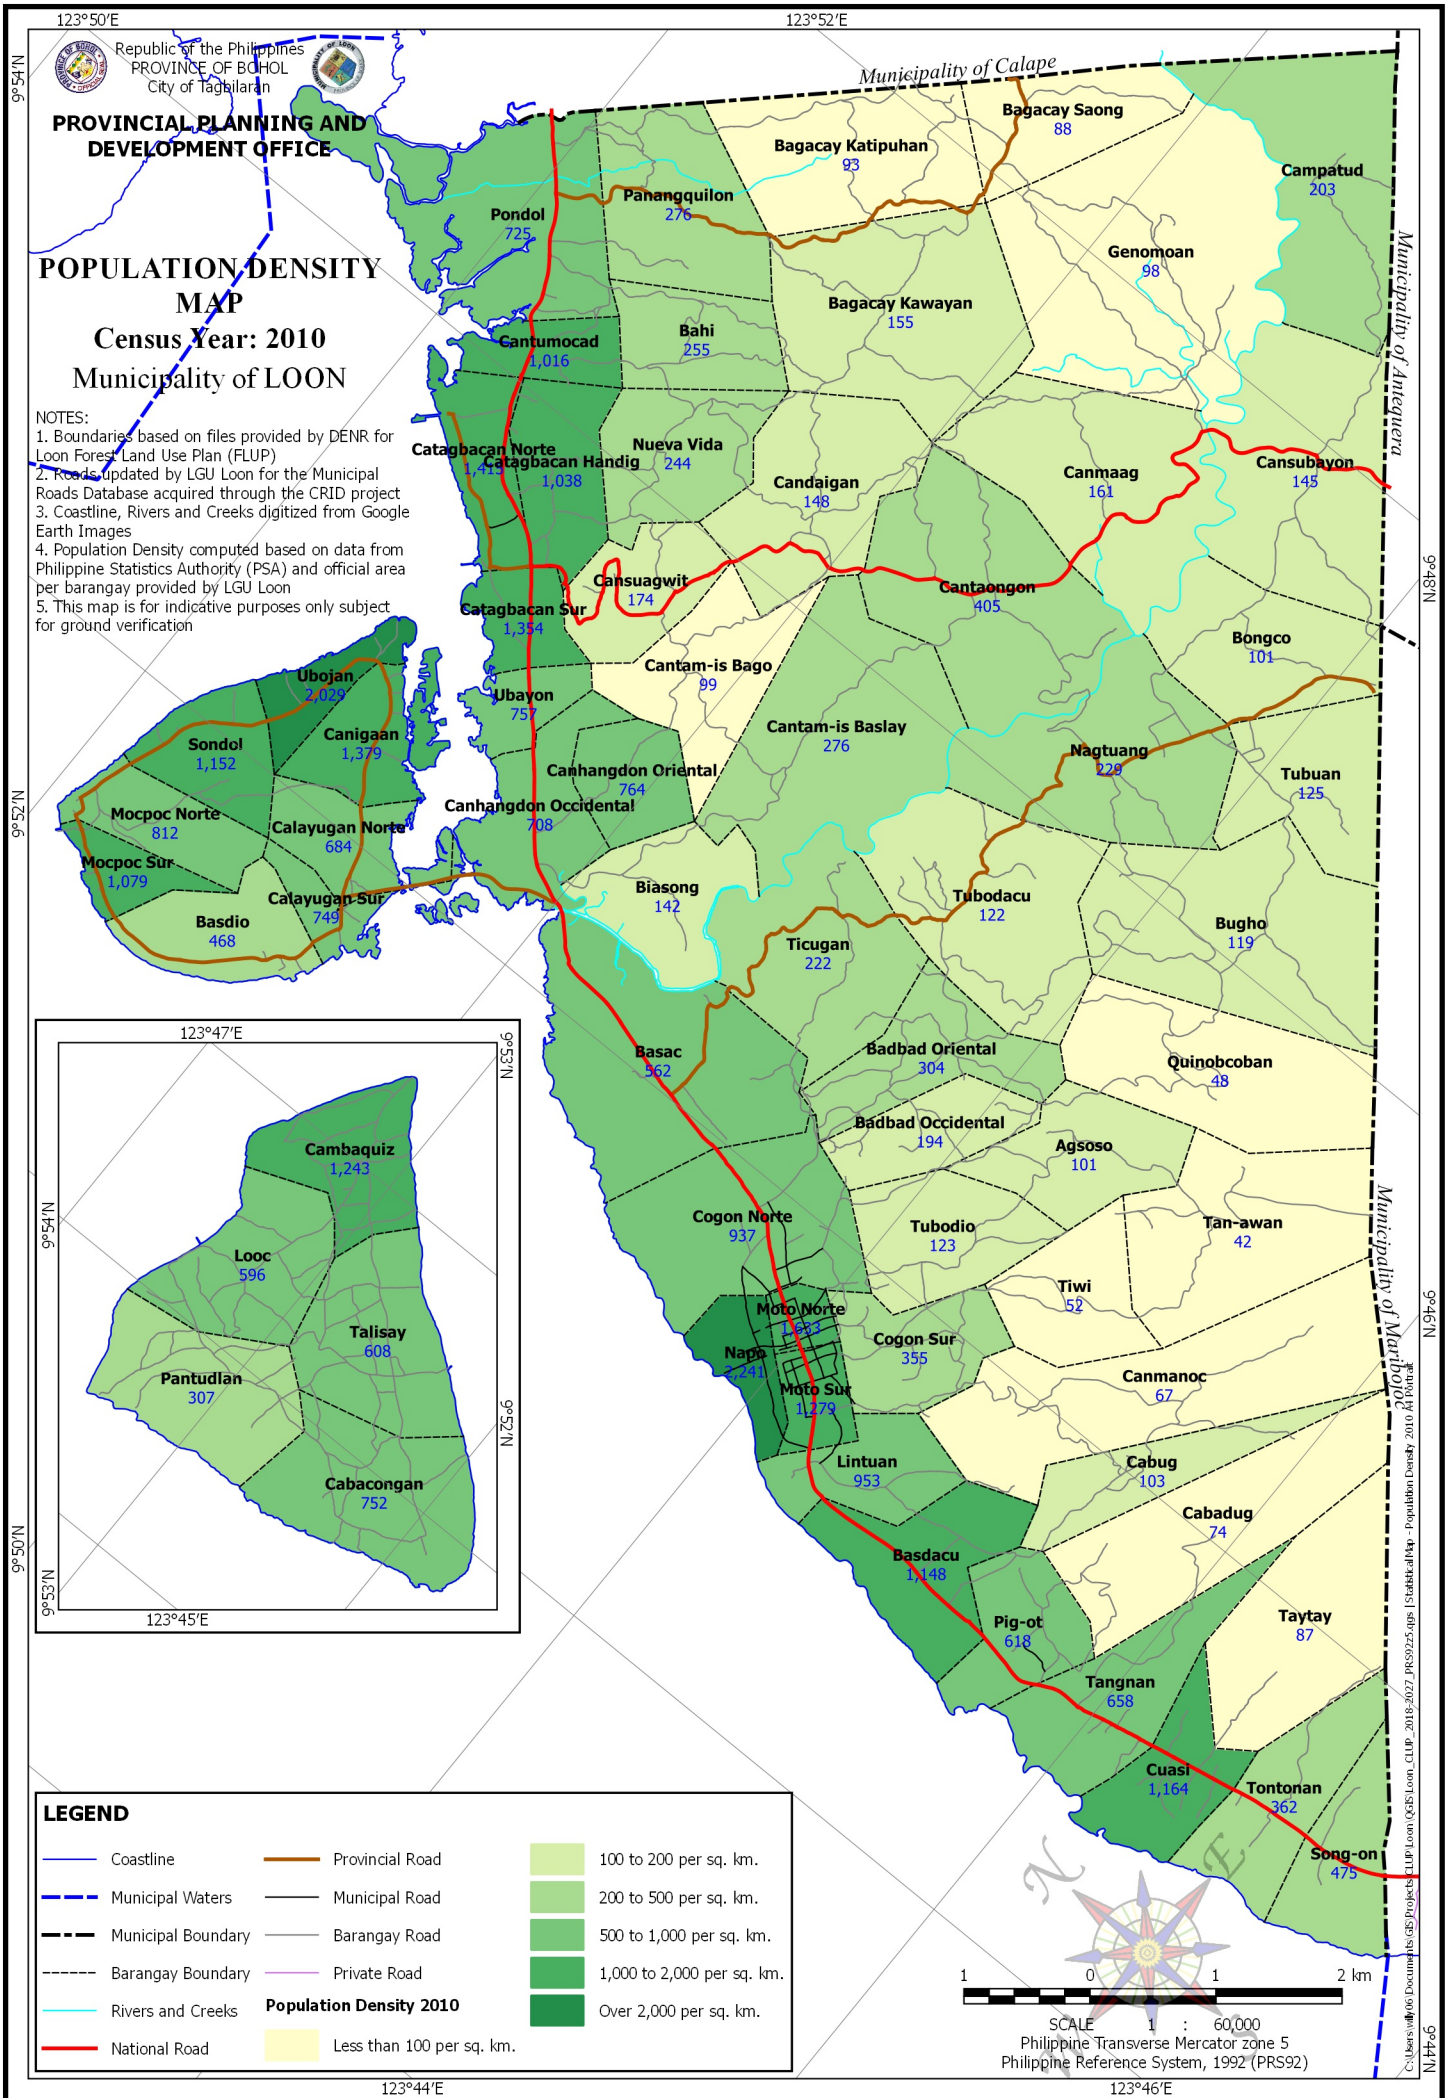 123°50'E
123°52'E
9°54'N
Republic of the Philippines
PROVINCE OF BOHOL
City of Tagbilaran
PROVINCIAL PLANNING AND
DEVELOPMENT OFFICE
POPULATION DENSITY
MAP
Census Year: 2010
Municipality of LOON
NOTES:
1. Boundaries based on files provided by DENR for
Loon Forest Land Use Plan (FLUP)
2. Roads updated by LGU Loon for the Municipal
Roads Database acquired through the CRID project
3. Coastline, Rivers and Creeks digitized from Google
Earth Images
4. Population Density computed based on data from
Philippine Statistics Authority (PSA) and official area
per barangay provided by LGU Loon
5. This map is for indicative purposes only subject
for ground verification
Municipality of Calape
Bagacay Saong
88
Bagacay Katipuhan
93
Campatud
203
Panangquilon
276
Pondol
725
Genomoan
98
Municipality of Antequera
Bagacay Kawayan
155
Bahi
255
Cantumocad
1,016
Catagbacan Norte
Catagbacan Handig
1,038
Nueva Vida
244
Candaigan
148
Canmaag
161
Cansubayon
145
9°48'N
Cansuagwit
174
Cantaongon
405
Catagbacan Sur
1,354
Bongco
101
Cantam-is Bago
99
Ubojan
2,029
Ubayon
757
Canigaan
1,379
Sondol
1,152
Cantam-is Baslay
276
Nagtuang
229
Tubuan
125
Canhangdon Oriental
764
Canhangdon Occidental
708
9°52'N
Mocpoc Norte
812
Calayugan Norte
684
Mocpoc Sur
1,079
Calayugan Sur
749
Basdio
468
Biasong
142
Tubodacu
122
Bugho
119
Ticugan
222
Basac
562
Badbad Oriental
304
Quinobcoban
48
Badbad Occidental
194
Agsoso
101
Cogon Norte
937
Tubodio
123
Tan-awan
42
Municipality of Maribojoc
Tiwi
52
9°46'N
Moto Norte
1,633
Cogon Sur
355
Napo
2,241
Moto Sur
1,279
Canmanoc
67
Lintuan
953
Cabug
103
Cabadug
74
Basdacu
1,148
Pig-ot
618
Taytay
87
Tangnan
658
Cuasi
1,164
Tontonan
362
Song-on
475
123°47'E
9°53'N
Cambaquiz
1,243
9°54'N
Looc
596
Talisay
608
Pantudlan
307
9°52'N
Cabacongan
752
9°50'N
9°53'N
123°45'E
LEGEND
Coastline
Municipal Waters
Municipal Boundary
Barangay Boundary
Rivers and Creeks
National Road
Provincial Road
Municipal Road
Barangay Road
Private Road
Population Density 2010
Less than 100 per sq. km.
100 to 200 per sq. km.
200 to 500 per sq. km.
500 to 1,000 per sq. km.
1,000 to 2,000 per sq. km.
Over 2,000 per sq. km.
N
E
W
S
1 0 1 2 km
SCALE 1 : 60,000
Philippine Transverse Mercator zone 5
Philippine Reference System, 1992 (PRS92)
9°44'N
123°44'E
123°46'E